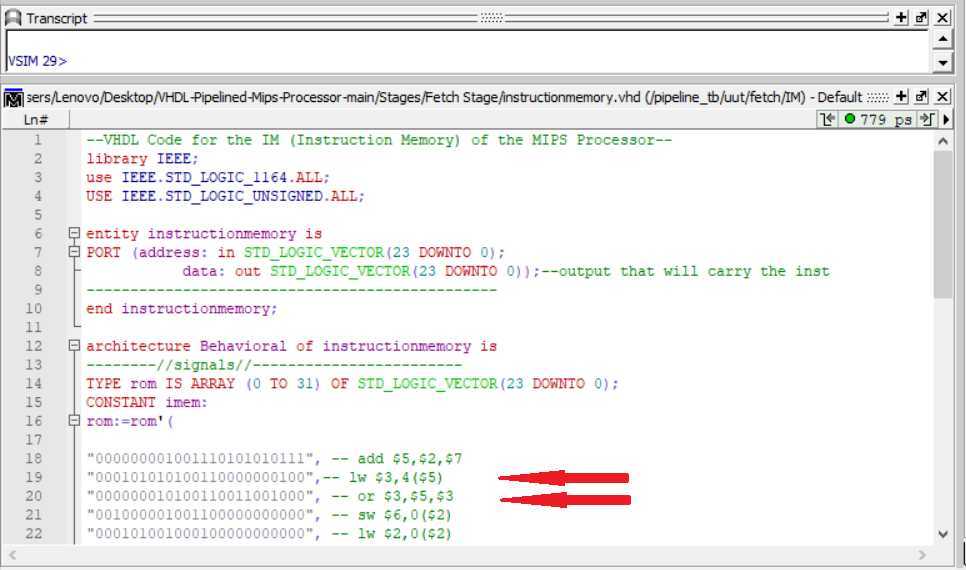 Transcript
VSIM 29>
sers/Lenovo/Desktop/VHDL-Pipelined-Mips-Processor-main/Stages/Fetch Stage/instructionmemory.vhd (/pipeline_tb/uut/fetch/IM) - Default
Ln# 779 ps
1 --VHDL Code for the IM (Instruction Memory) of the MIPS Processor--
2 library IEEE;
3 use IEEE.STD_LOGIC_1164.ALL;
4 USE IEEE.STD_LOGIC_UNSIGNED.ALL;
5
6 entity instructionmemory is
7 PORT (address: in STD_LOGIC_VECTOR(23 DOWNTO 0);
8 data: out STD_LOGIC_VECTOR(23 DOWNTO 0));--output that will carry the inst
9 -----------------------------------------------
10 end instructionmemory;
11
12 architecture Behavioral of instructionmemory is
13 --------//signals//------------------------
14 TYPE rom IS ARRAY (0 TO 31) OF STD_LOGIC_VECTOR(23 DOWNTO 0);
15 CONSTANT imem:
16 rom:=rom'(
17
18 "000000001001110101010111", -- add $5,$2,$7
19 "000101010100110000000100",-- lw $3,4($5)
20 "000000010100110011001000", -- or $3,$5,$3
21 "001000001001100000000000", -- sw $6,0($2)
22 "000101001000100000000000", -- lw $2,0($2)